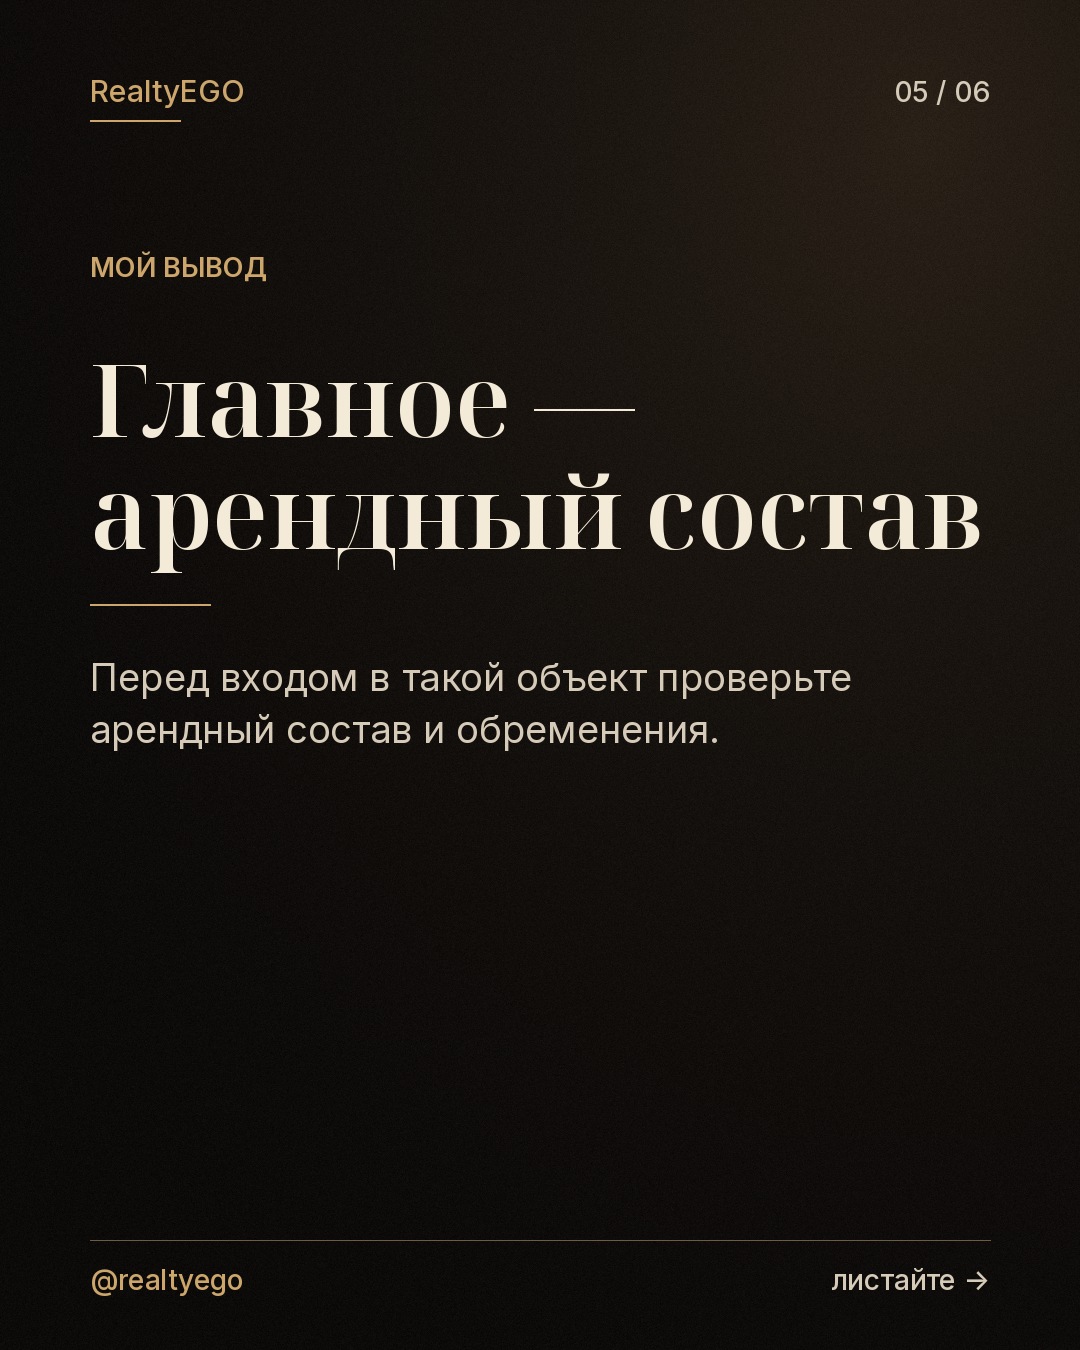 RealtyEGO
05 / 06
МОЙ ВЫВОД
Главное —
арендный состав
Перед входом в такой объект проверьте
арендный состав и обременения.
@realtyego
листайте →